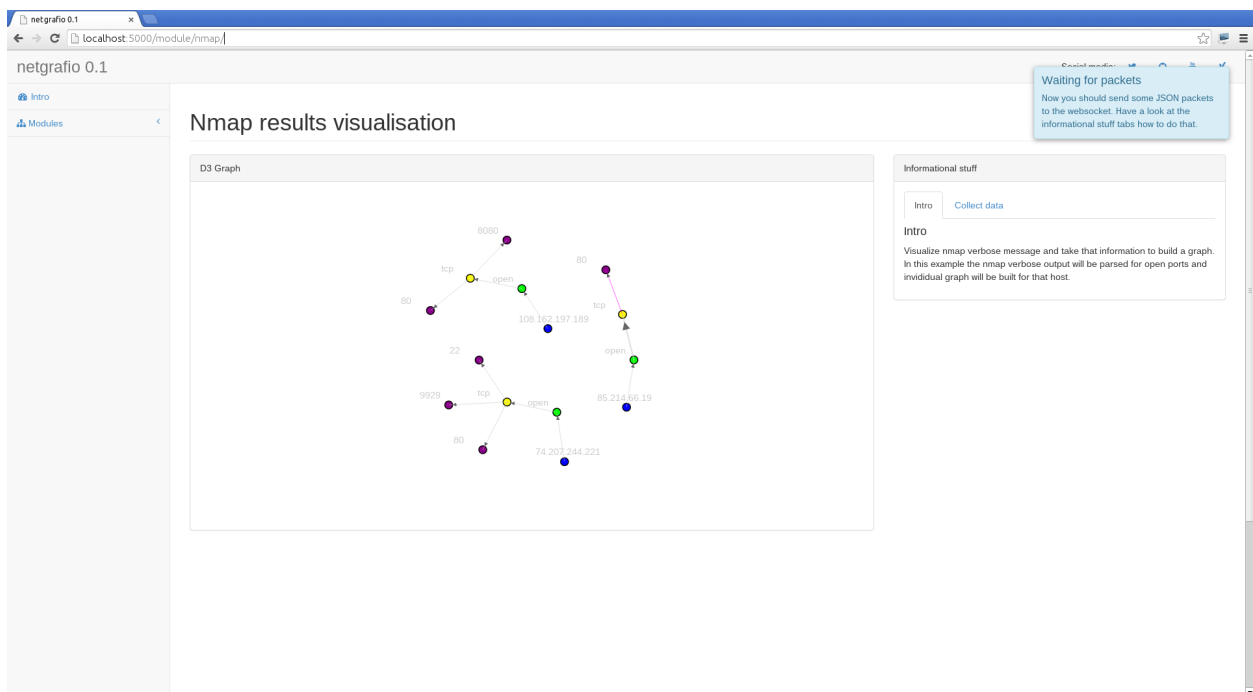 netgrafio 0.1
localhost:5000/module/nmap/
netgrafio 0.1
Social media:
Intro
Modules
Waiting for packets
Now you should send some JSON packets
to the websocket. Have a look at the
informational stuff tabs how to do that.
Nmap results visualisation
D3 Graph
8080
tcp
open
80
108.162.197.189
80
tcp
open
85.214.66.19
22
9929
tcp
open
80
74.207.244.221
Informational stuff
Intro
Collect data
Intro
Visualize nmap verbose message and take that information to build a graph.
In this example the nmap verbose output will be parsed for open ports and
invididual graph will be built for that host.